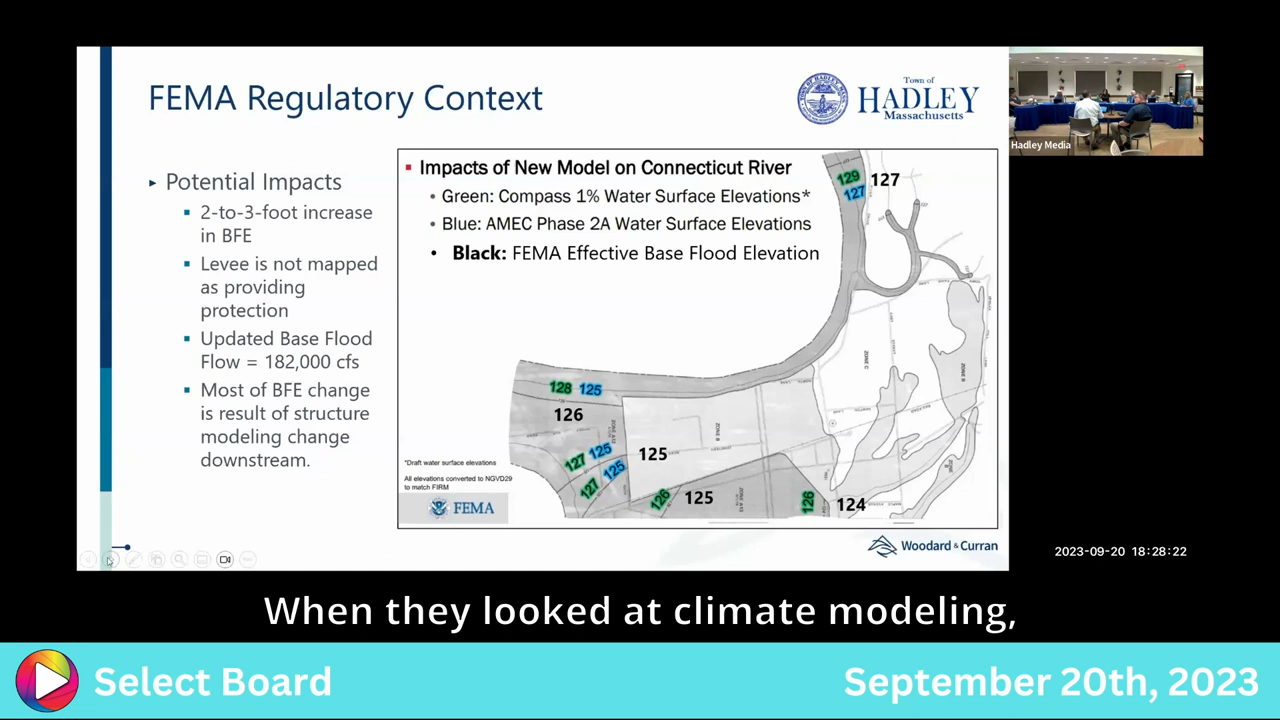 FEMA Regulatory Context
TOWN OF HADLEY
Town of
HADLEY
Massachusetts
Hadley Media
▸ Potential Impacts
▪ 2-to-3-foot increase
in BFE
▪ Levee is not mapped
as providing
protection
▪ Updated Base Flood
Flow = 182,000 cfs
▪ Most of BFE change
is result of structure
modeling change
downstream.
▪ Impacts of New Model on Connecticut River
• Green: Compass 1% Water Surface Elevations*
• Blue: AMEC Phase 2A Water Surface Elevations
• Black: FEMA Effective Base Flood Elevation
129
127
127
ZONE C
ZONE B
128 125
126
127 125
127 125
125
ZONE B
126
125
126
124
*Draft water surface elevations
All elevations converted to NGVD29
to match FIRM
FEMA
Woodard & Curran
2023-09-20 18:28:22
When they looked at climate modeling,
Select Board
September 20th, 2023